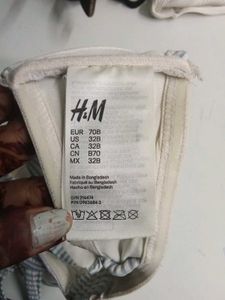 H&M
EUR 70B
US 32B
CA 32B
CN B70
MX 32B
Made in Bangladesh
Fabriqué au Bangladesh
Hecho en Bangladesh